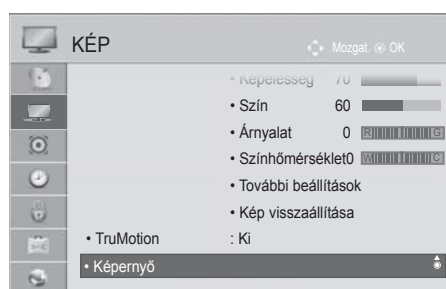 KÉP
Mozgat. OK
• Képélesség 70
• Szín 60
• Árnyalat 0 R G
• Színhőmérséklet0 W C
• További beállítások
• Kép visszaállítása
• TruMotion : Ki
• Képernyő